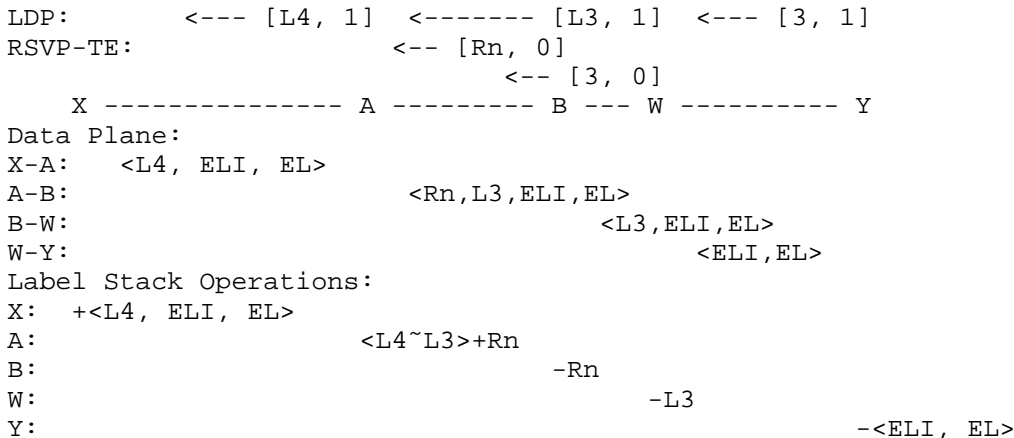 LDP:       <--- [L4, 1]  <------- [L3, 1]  <--- [3, 1]
RSVP-TE:                <-- [Rn, 0]
                               <-- [3, 0]
    X --------------- A --------- B --- W ---------- Y
Data Plane:
X-A:   <L4, ELI, EL>
A-B:                     <Rn,L3,ELI,EL>
B-W:                                 <L3,ELI,EL>
W-Y:                                           <ELI,EL>
Label Stack Operations:
X:  +<L4, ELI, EL>
A:                    <L4~L3>+Rn
B:                                -Rn
W:                                      -L3
Y:                                                   -<ELI, EL>